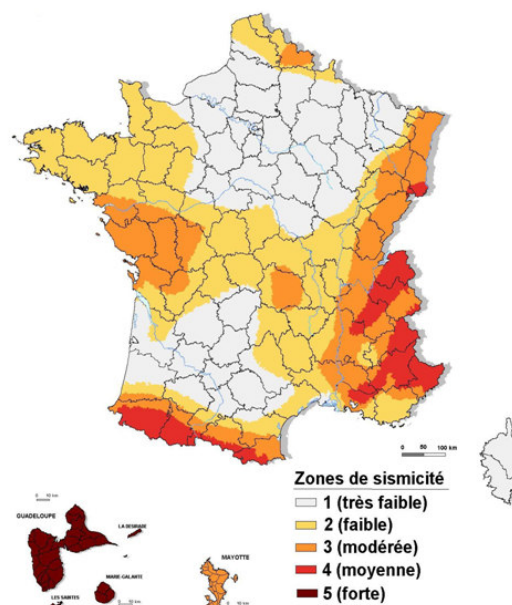 0 50 100 km
Zones de sismicité
1 (très faible)
2 (faible)
3 (modérée)
4 (moyenne)
5 (forte)
GUADELOUPE
LA DESIRADE
MARIE-GALANTE
LES SAINTES
MAYOTTE